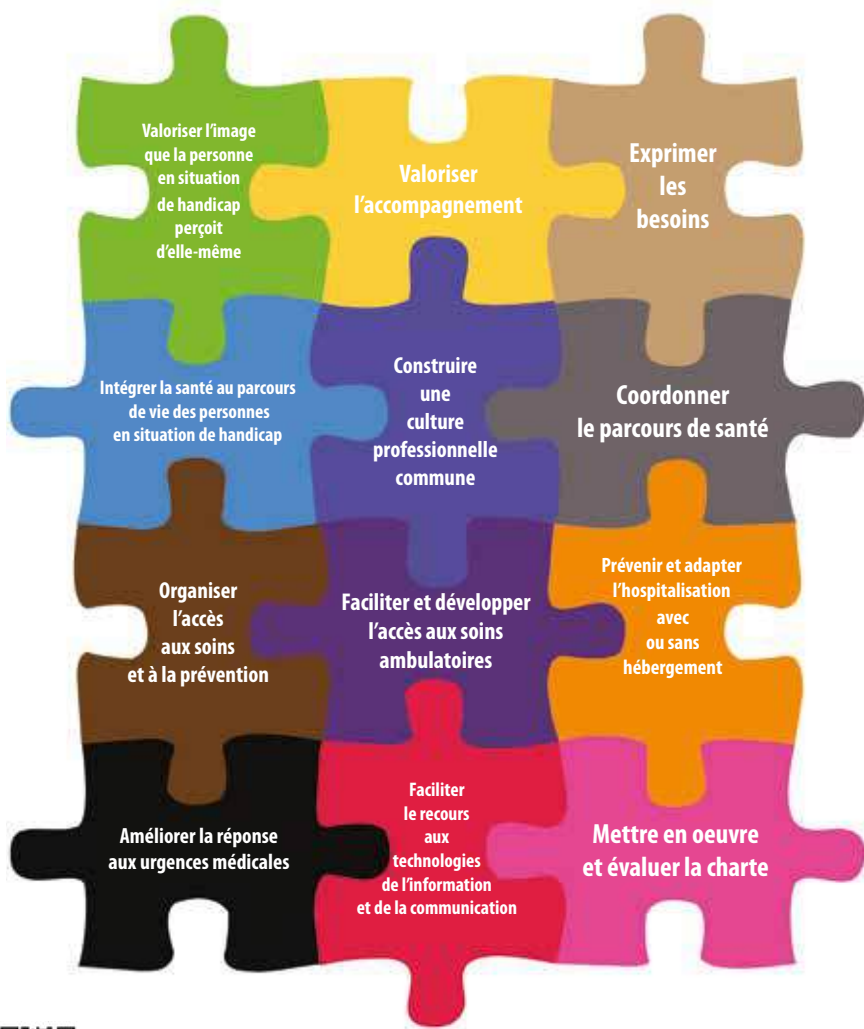 Valoriser l'image
que la personne
en situation
de handicap
perçoit
d'elle-même
Valoriser
l'accompagnement
Exprimer
les
besoins
Intégrer la santé au parcours
de vie des personnes
en situation de handicap
Construire
une
culture
professionnelle
commune
Coordonner
le parcours de santé
Organiser
l'accès
aux soins
et à la prévention
Faciliter et développer
l'accès aux soins
ambulatoires
Prévenir et adapter
l'hospitalisation
avec
ou sans
hébergement
Améliorer la réponse
aux urgences médicales
Faciliter
le recours
aux
technologies
de l'information
et de la communication
Mettre en oeuvre
et évaluer la charte